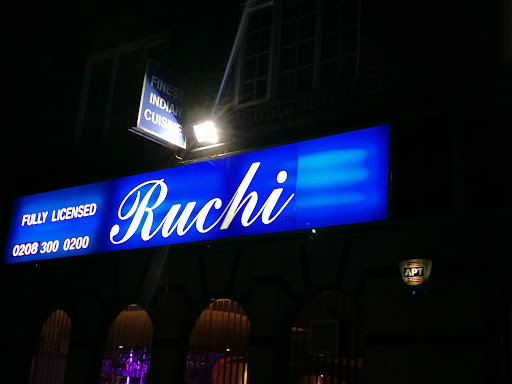 FINEST
INDIAN
CUISINE
FULLY LICENSED
0208 300 0200
Ruchi
APT